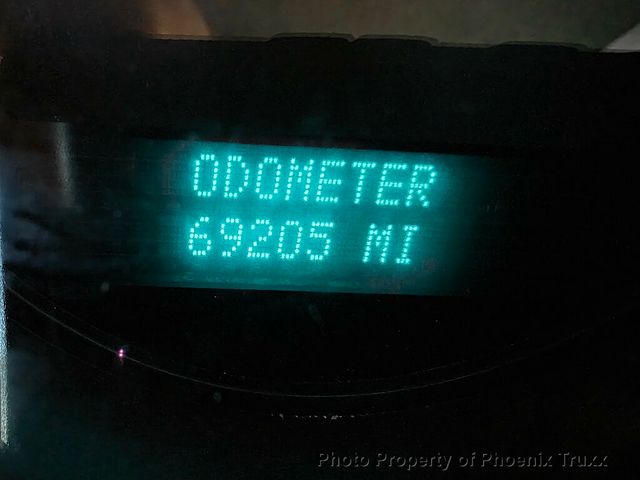 ODOMETER
69205 MI
Photo Property of Phoenix Truxx